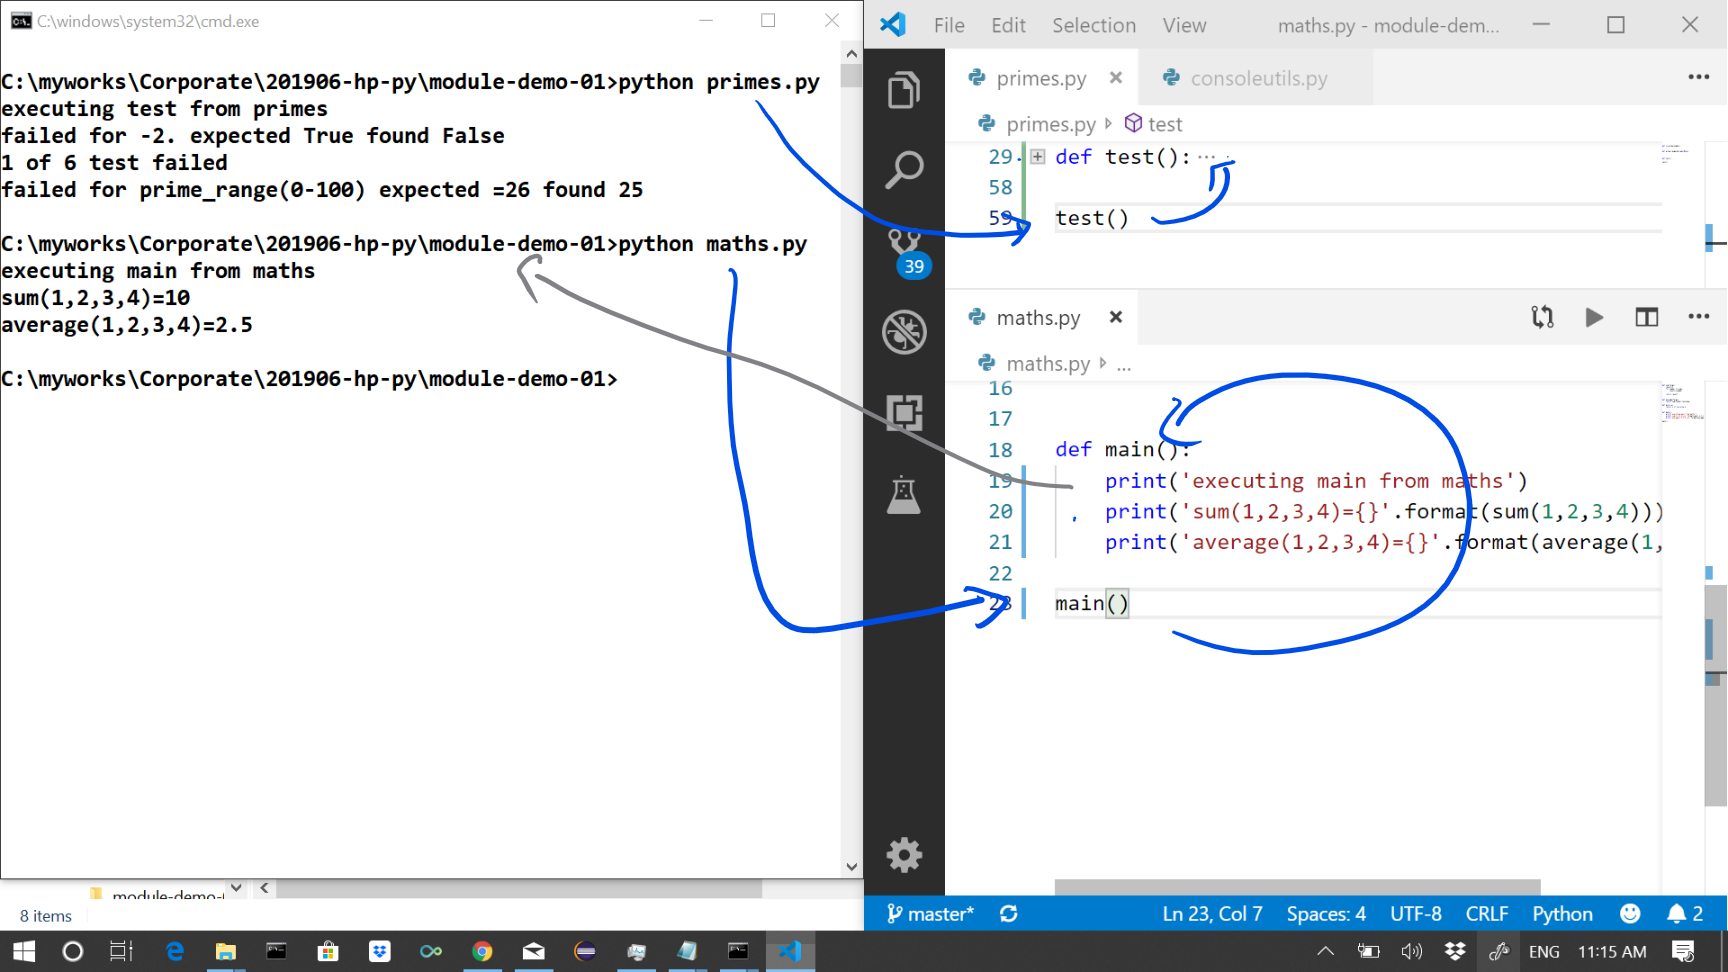 C:\windows\system32\cmd.exe
C:\myworks\Corporate\201906-hp-py\module-demo-01>python primes.py
executing test from primes
failed for -2. expected True found False
1 of 6 test failed
failed for prime_range(0-100) expected =26 found 25
C:\myworks\Corporate\201906-hp-py\module-demo-01>python maths.py
executing main from maths
sum(1,2,3,4)=10
average(1,2,3,4)=2.5
C:\myworks\Corporate\201906-hp-py\module-demo-01>
8 items
File Edit Selection View maths.py - module-dem...
primes.py consoleutils.py
primes.py test
29 def test():...
58
59 test()
39
maths.py
maths.py ...
16
17
18 def main():
19 print('executing main from maths')
20 print('sum(1,2,3,4)={}'.format(sum(1,2,3,4)))
21 print('average(1,2,3,4)={}'.format(average(1,
22
23 main()
master* Ln 23, Col 7 Spaces: 4 UTF-8 CRLF Python 2
ENG 11:15 AM